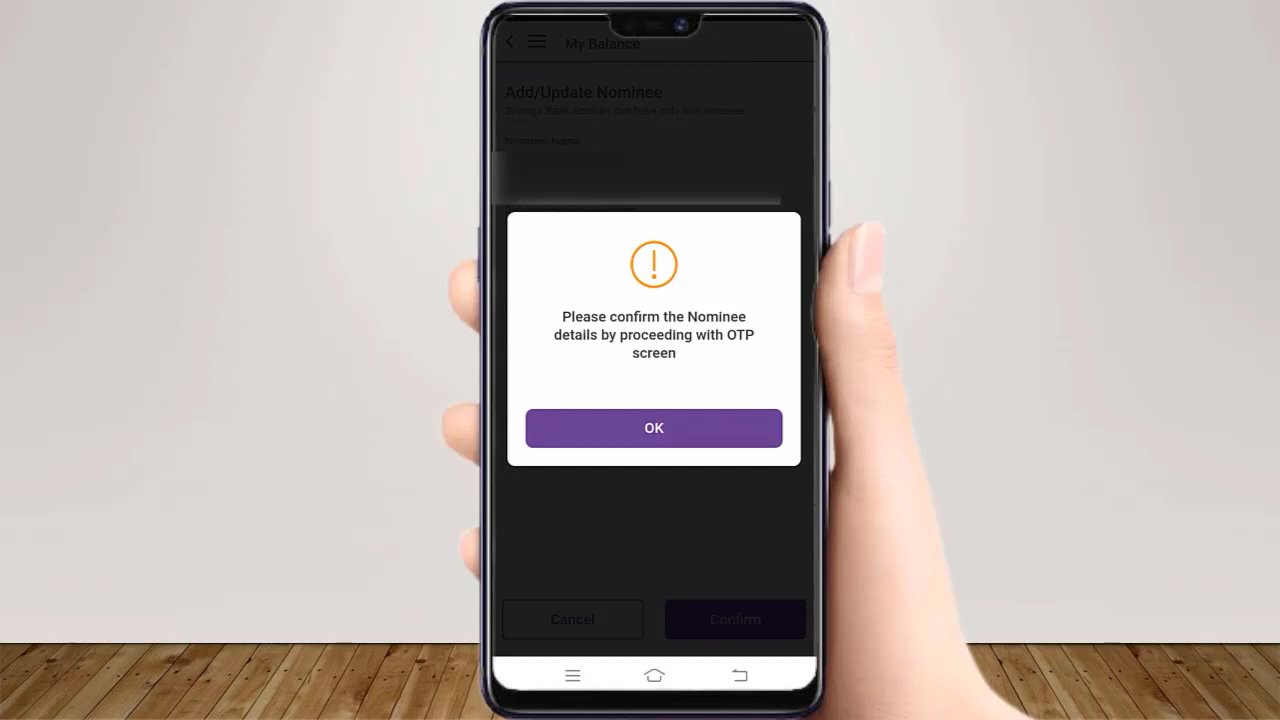 My Balance
Add/Update Nominee
Savings Bank account can have only one nominee
Nominee Name
Please confirm the Nominee
details by proceeding with OTP
screen
OK
Cancel
Confirm